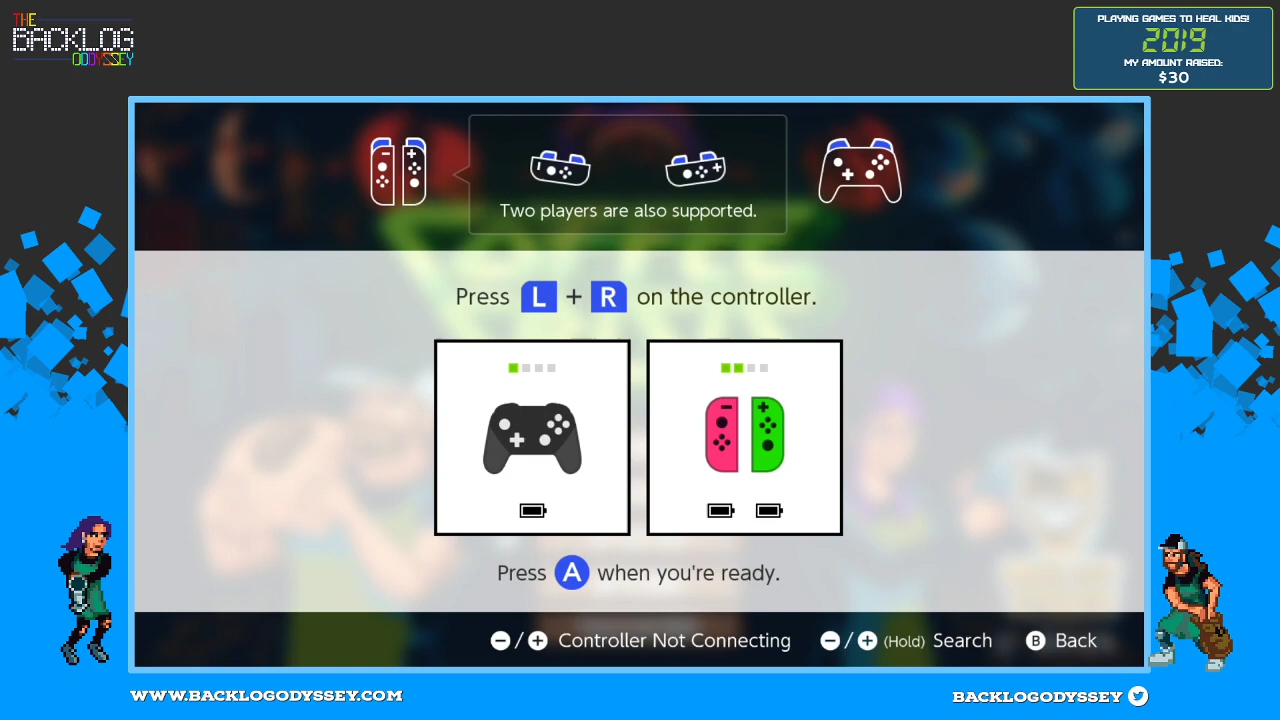 THE
BACKLOG
ODDYSSEY
PLAYING GAMES TO HEAL KIDS!
2019
MY AMOUNT RAISED:
$30
Two players are also supported.
Press L + R on the controller.
Press A when you're ready.
−/+ Controller Not Connecting −/+ (Hold) Search B Back
WWW.BACKLOGODYSSEY.COM
BACKLOGODYSSEY